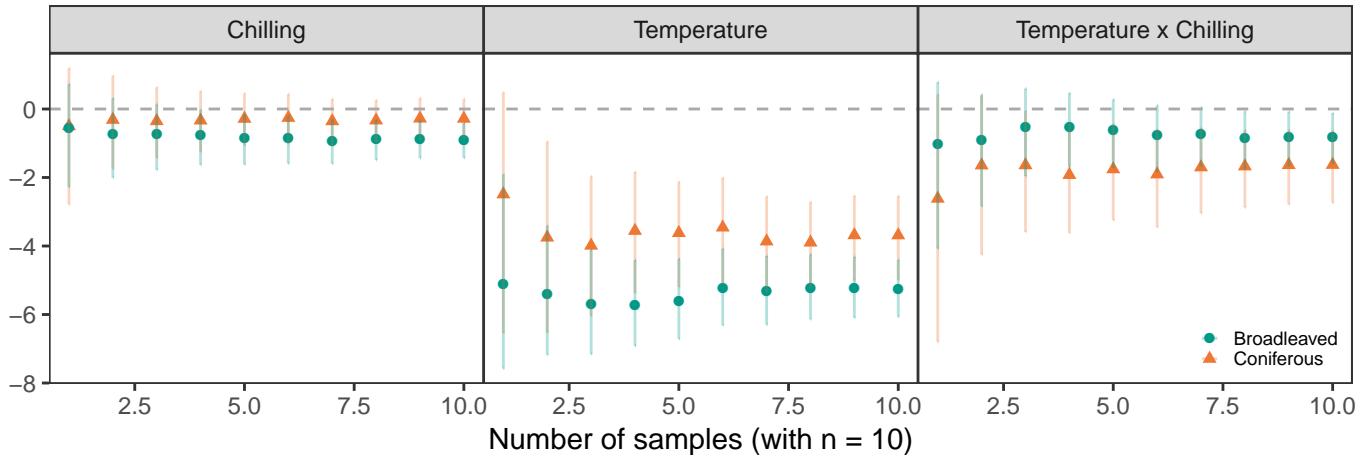 Chilling Temperature Temperature x Chilling
0
−2
−4
−6
−8
Broadleaved
Coniferous
2.5 5.0 7.5 10.0 2.5 5.0 7.5 10.0 2.5 5.0 7.5 10.0
Number of samples (with n = 10)